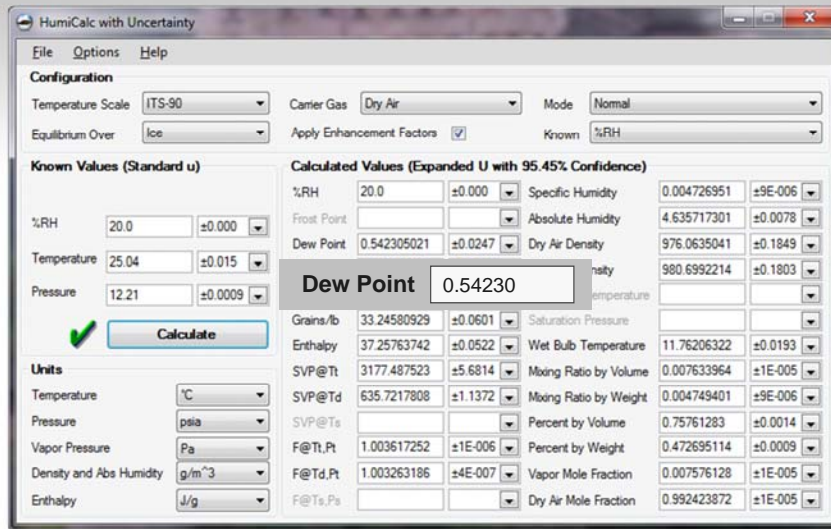 HumiCalc with Uncertainty
File Options Help
Configuration
Temperature Scale ITS-90 Carrier Gas Dry Air Mode Normal
Equilibrium Over Ice Apply Enhancement Factors Known %RH
Known Values (Standard u) Calculated Values (Expanded U with 95.45% Confidence)
%RH 20.0 ±0.000 Specific Humidity 0.004726951 ±9E-006
%RH 20.0 ±0.000 Frost Point Absolute Humidity 4.635717301 ±0.0078
Dew Point 0.542305021 ±0.0247 Dry Air Density 976.0635041 ±0.1849
Temperature 25.04 ±0.015 nsity 980.6992214 ±0.1803
Dew Point 0.54230
Pressure 12.21 ±0.0009 emperature
Grains/lb 33.24580929 ±0.0601 Saturation Pressure
Calculate Enthalpy 37.25763742 ±0.0522 Wet Bulb Temperature 11.76206322 ±0.0193
Units SVP@Tt 3177.487523 ±5.6814 Mixing Ratio by Volume 0.007633964 ±1E-005
Temperature °C SVP@Td 635.7217808 ±1.1372 Mixing Ratio by Weight 0.004749401 ±9E-006
Pressure psia SVP@Ts Percent by Volume 0.75761283 ±0.0014
Vapor Pressure Pa F@Tt,Pt 1.003617252 ±1E-006 Percent by Weight 0.472695114 ±0.0009
Density and Abs Humidity g/m^3 F@Td,Pt 1.003263186 ±4E-007 Vapor Mole Fraction 0.007576128 ±1E-005
Enthalpy J/g F@Ts,Ps Dry Air Mole Fraction 0.992423872 ±1E-005